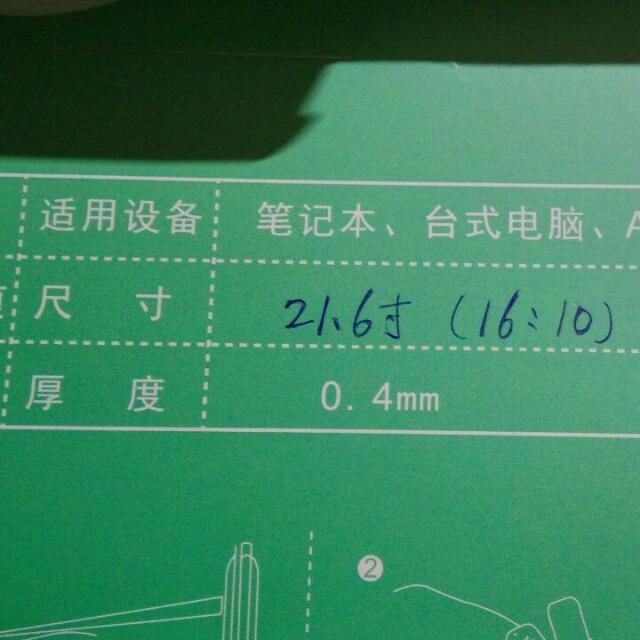 适用设备 笔记本、台式电脑、A
尺 寸 21.6寸 (16:10)
厚 度 0.4mm
2